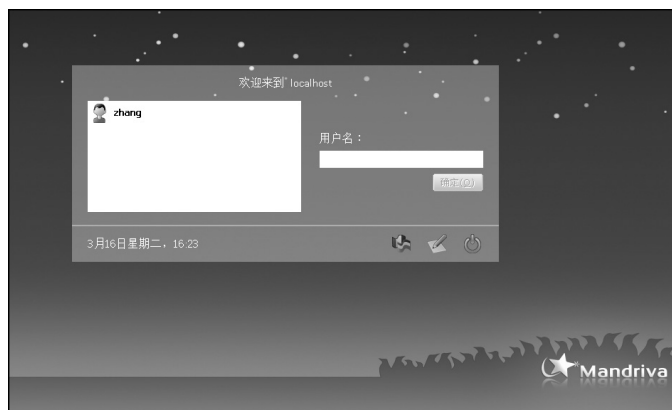 欢迎来到" localhost
zhang
用户名：
确定(O)
3月16日星期二，16:23
Mandriva